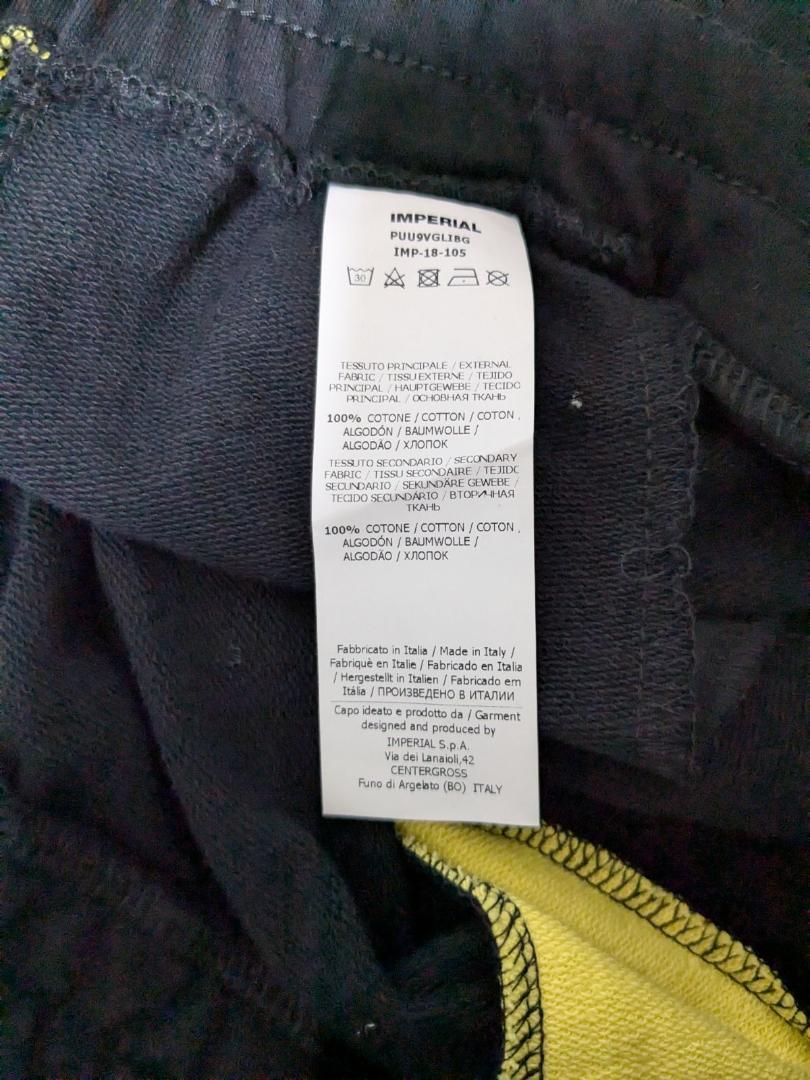 IMPERIAL
PUU9VGLIBG
IMP-18-105
30
TESSUTO PRINCIPALE / EXTERNAL
FABRIC / TISSU EXTERNE / TEJIDO
PRINCIPAL / HAUPTGEWEBE / TECIDO
PRINCIPAL / ОСНОВНАЯ ТКАНЬ
100% COTONE / COTTON / COTON ,
ALGODÓN / BAUMWOLLE /
ALGODÃO / ХЛОПОК
TESSUTO SECONDARIO / SECONDARY
FABRIC / TISSU SECONDAIRE / TEJIDO
SECUNDARIO / SEKUNDÄRE GEWEBE /
TECIDO SECUNDÁRIO / ВТОРИЧНАЯ
ТКАНЬ
100% COTONE / COTTON / COTON ,
ALGODÓN / BAUMWOLLE /
ALGODÃO / ХЛОПОК
Fabbricato in Italia / Made in Italy /
Fabriquè en Italie / Fabricado en Italia
/ Hergestellt in Italien / Fabricado em
Itália / ПРОИЗВЕДЕНО В ИТАЛИИ
Capo ideato e prodotto da / Garment
designed and produced by
IMPERIAL S.p.A.
Via dei Lanaioli,42
CENTERGROSS
Funo di Argelato (BO) ITALY